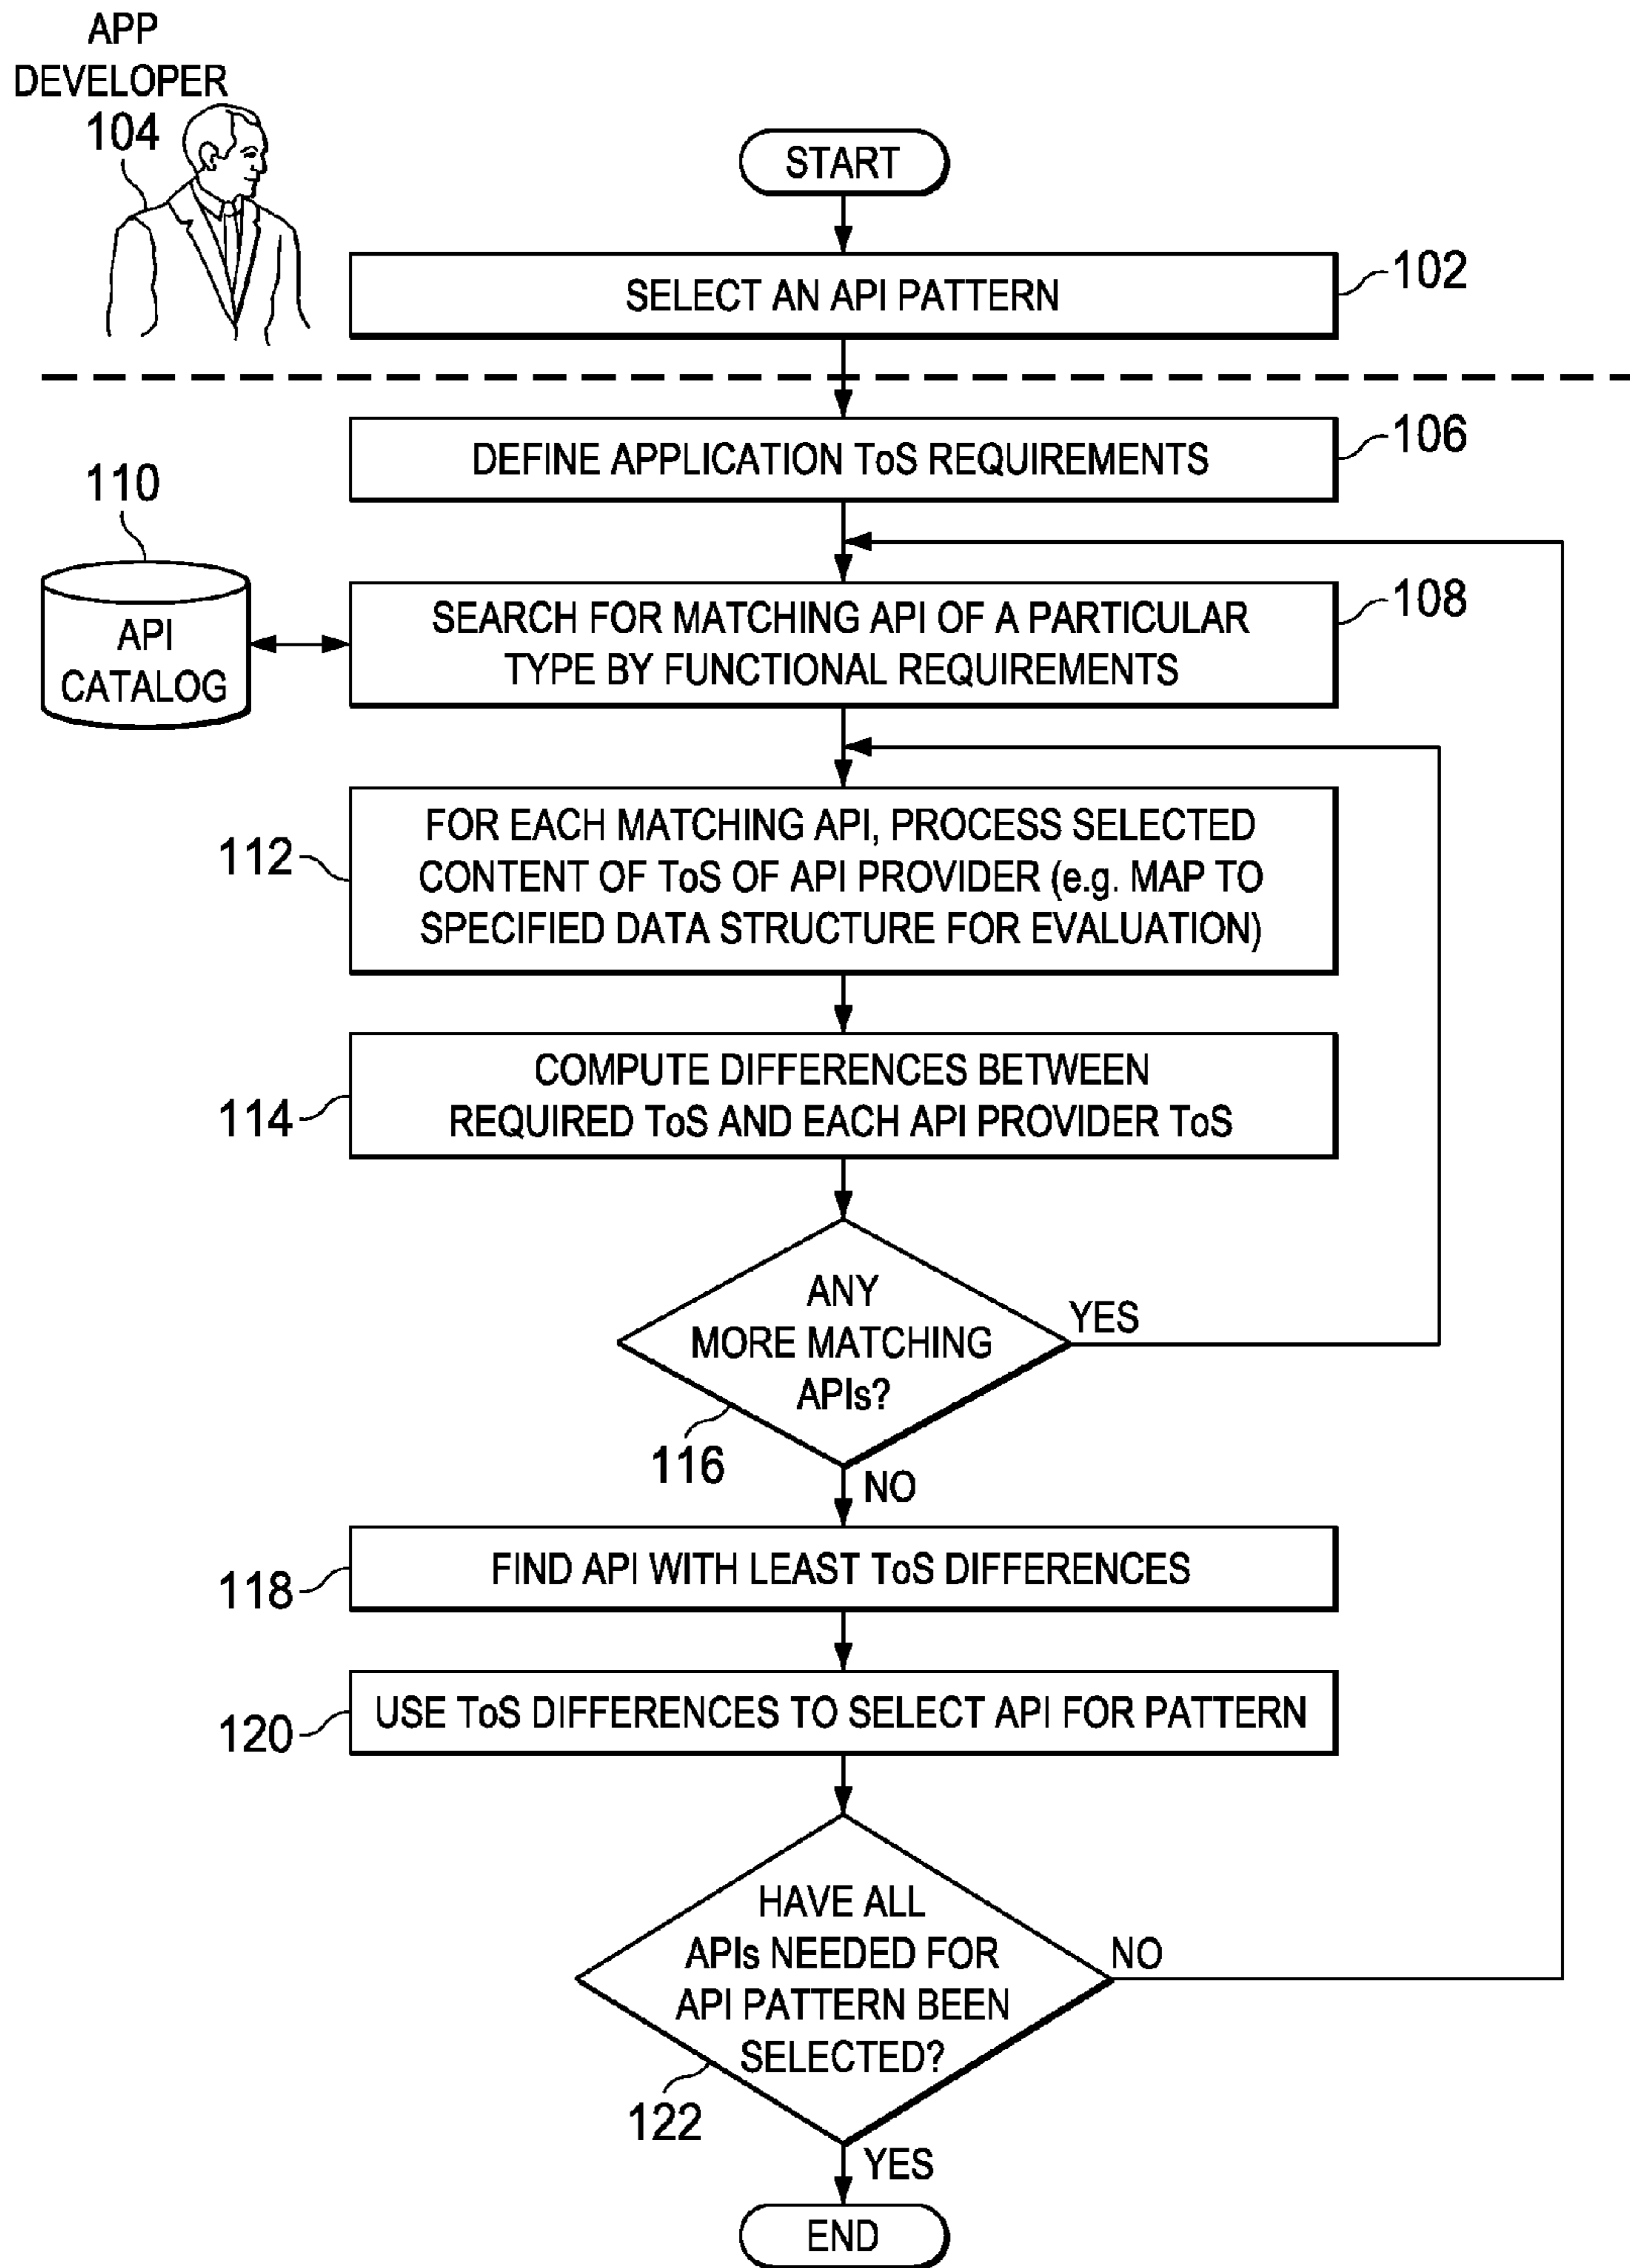 APP
DEVELOPER
104
START
SELECT AN API PATTERN
102
DEFINE APPLICATION ToS REQUIREMENTS
106
110
API
CATALOG
SEARCH FOR MATCHING API OF A PARTICULAR
TYPE BY FUNCTIONAL REQUIREMENTS
108
112
FOR EACH MATCHING API, PROCESS SELECTED
CONTENT OF ToS OF API PROVIDER (e.g. MAP TO
SPECIFIED DATA STRUCTURE FOR EVALUATION)
114
COMPUTE DIFFERENCES BETWEEN
REQUIRED ToS AND EACH API PROVIDER ToS
ANY
MORE MATCHING
APIs?
YES
116
NO
118
FIND API WITH LEAST ToS DIFFERENCES
120
USE ToS DIFFERENCES TO SELECT API FOR PATTERN
HAVE ALL
APIs NEEDED FOR
API PATTERN BEEN
SELECTED?
NO
122
YES
END